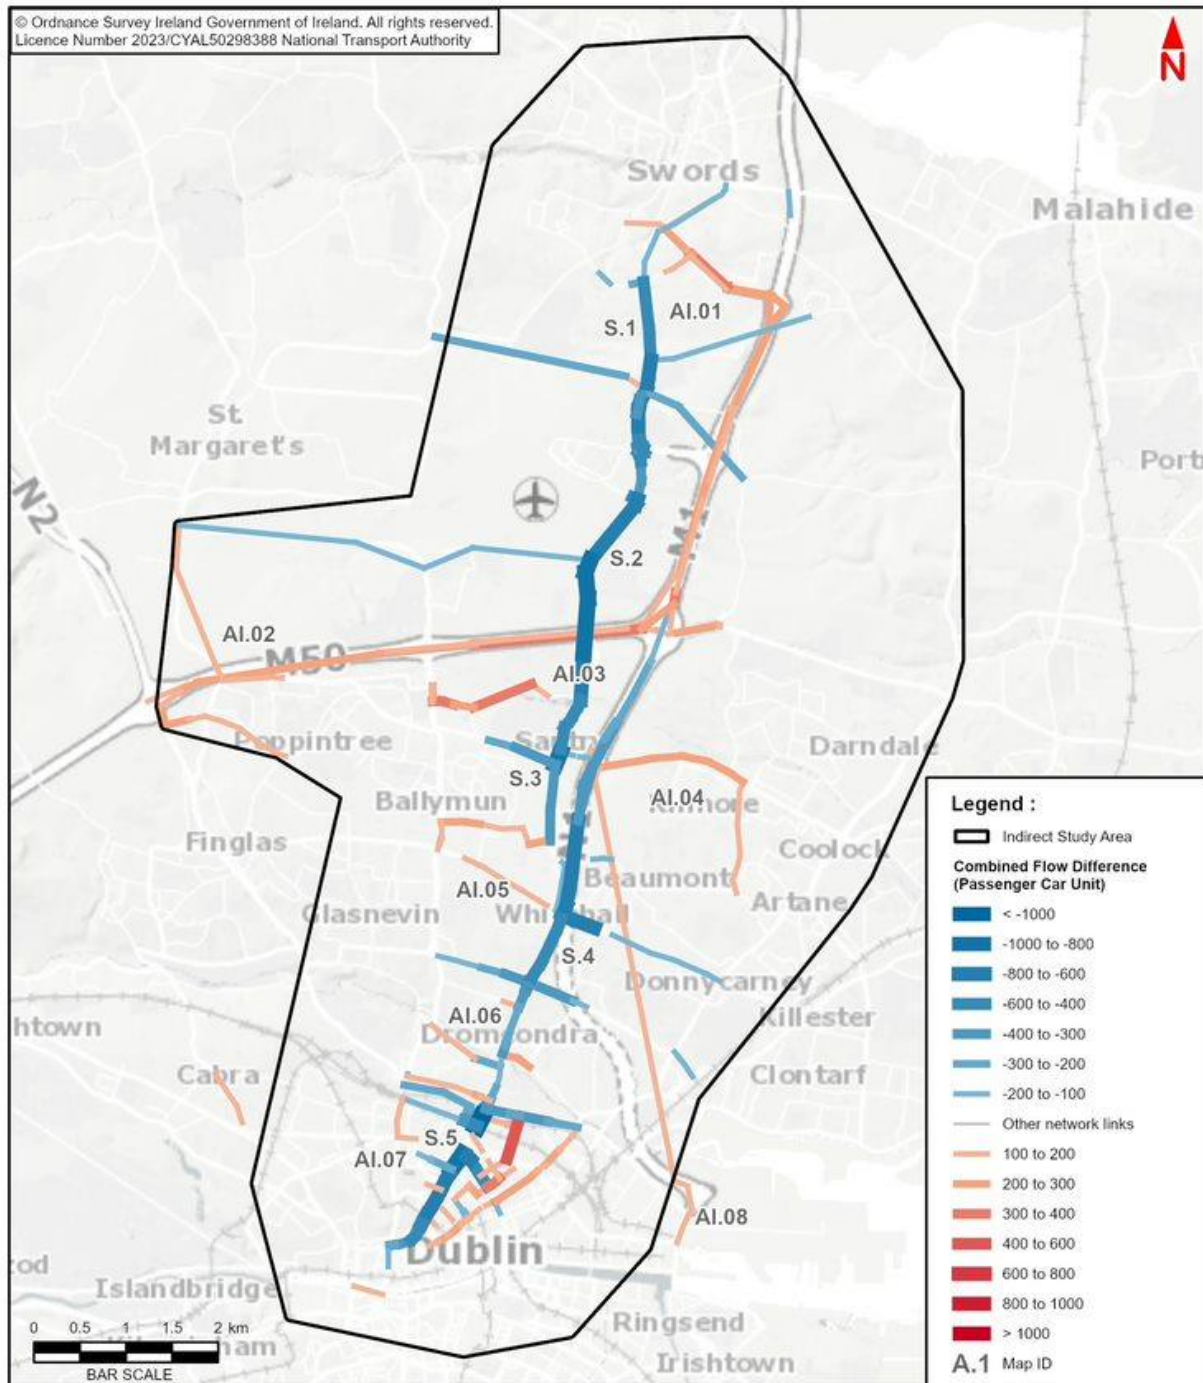 © Ordnance Survey Ireland Government of Ireland. All rights reserved.
Licence Number 2023/CYAL50298388 National Transport Authority
N
Swords
Malahide
AI.01
S.1
St.
Margaret's
Port
N2
M1
S.2
AI.02
M50
AI.03
Poppintree
Santry
Darndale
S.3
Ballymun
AI.04
Finglas
Coolock
Beaumont
AI.05
Artane
Glasnevin
Whitehall
S.4
Donnycarney
AI.06
Killester
htown
Dromcondra
Cabra
Clontarf
S.5
AI.07
AI.08
Dublin
zod
Islandbridge
Ringsend
Irishtown
0 0.5 1 1.5 2 km
BAR SCALE
Legend :
Indirect Study Area
Combined Flow Difference
(Passenger Car Unit)
< -1000
-1000 to -800
-800 to -600
-600 to -400
-400 to -300
-300 to -200
-200 to -100
Other network links
100 to 200
200 to 300
300 to 400
400 to 600
600 to 800
800 to 1000
> 1000
A.1 Map ID